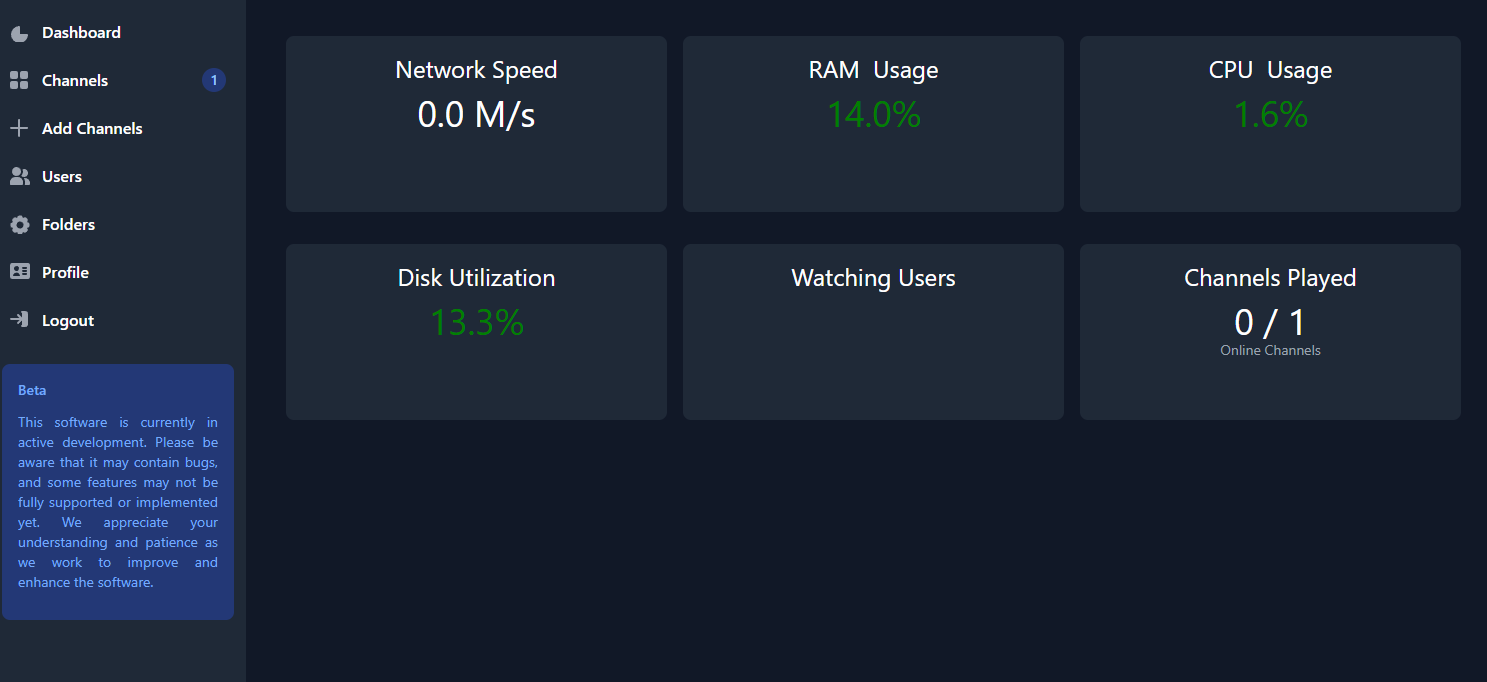 Dashboard
Channels 1
Add Channels
Users
Folders
Profile
Logout
Beta
This software is currently in
active development. Please be
aware that it may contain bugs,
and some features may not be
fully supported or implemented
yet. We appreciate your
understanding and patience as
we work to improve and
enhance the software.
Network Speed
0.0 M/s
RAM Usage
14.0%
CPU Usage
1.6%
Disk Utilization
13.3%
Watching Users
Channels Played
0 / 1
Online Channels